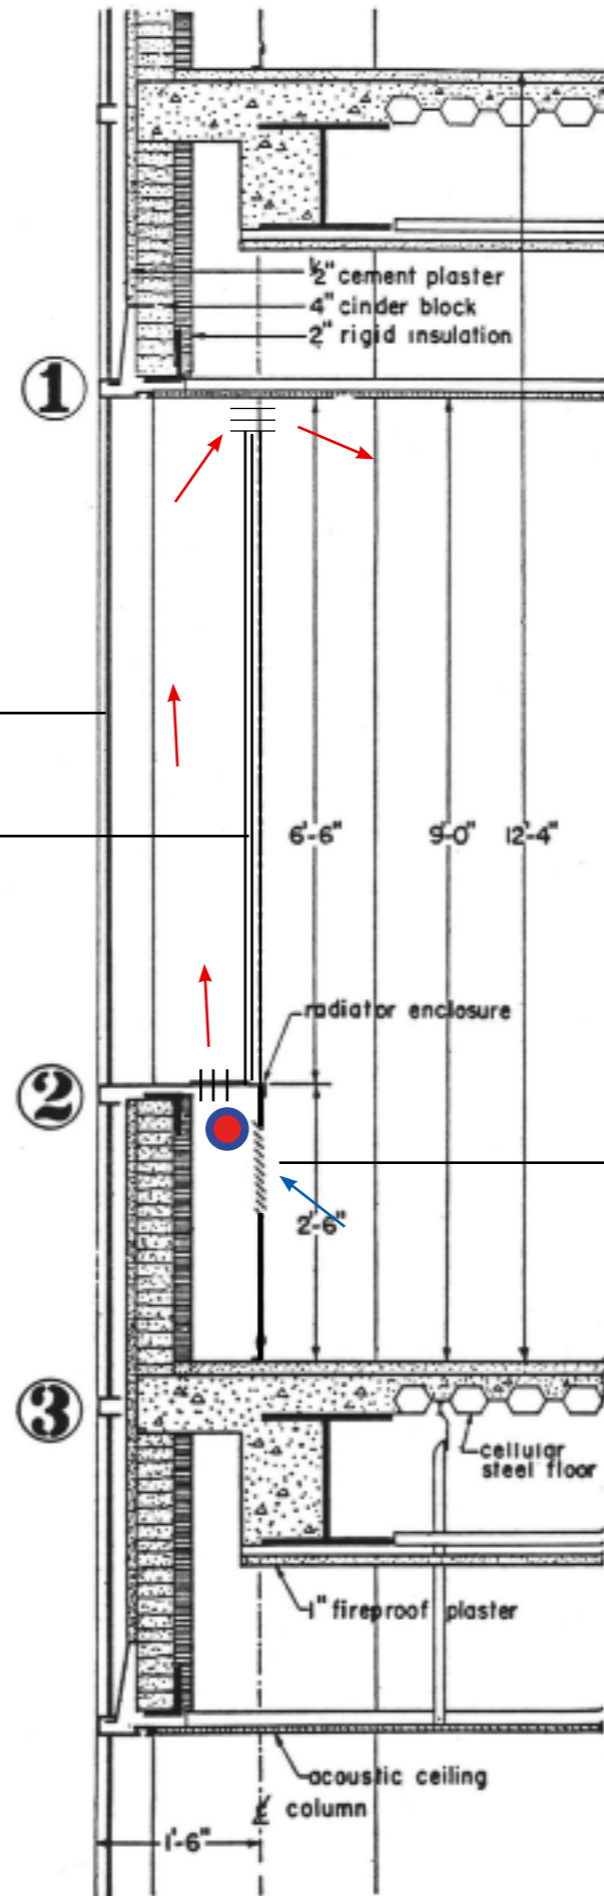 ½" cement plaster
4" cinder block
2" rigid insulation
1
6'-6"
9'-0"
12'-4"
radiator enclosure
2
2'-6"
3
cellular
steel floor
1" fireproof plaster
acoustic ceiling
column
1'-6"